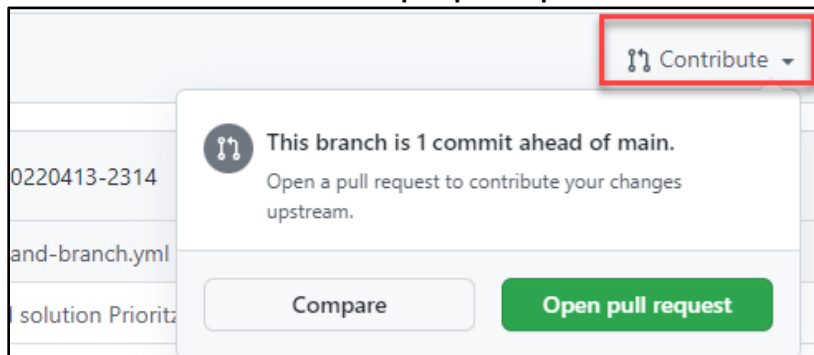 Contribute
This branch is 1 commit ahead of main.
0220413-2314
Open a pull request to contribute your changes
upstream.
and-branch.yml
Compare
Open pull request
solution Prioritz